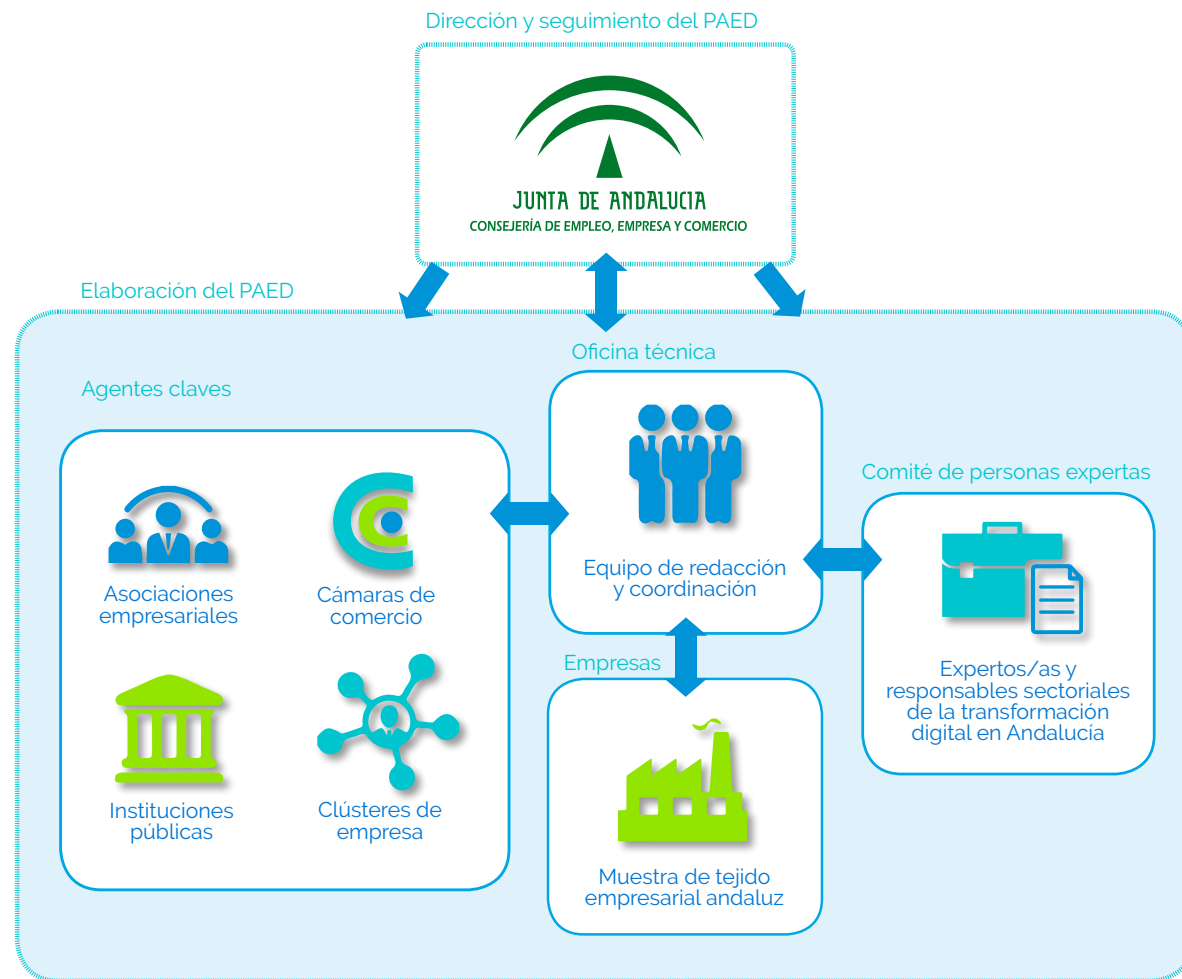 Dirección y seguimiento del PAED
JUNTA DE ANDALUCIA
CONSEJERÍA DE EMPLEO, EMPRESA Y COMERCIO
Elaboración del PAED
Oficina técnica
Agentes claves
Comité de personas expertas
Asociaciones
empresariales
Cámaras de
comercio
Equipo de redacción
y coordinación
Empresas
Expertos/as y
responsables sectoriales
de la transformación
digital en Andalucía
Instituciones
públicas
Clústeres de
empresa
Muestra de tejido
empresarial andaluz